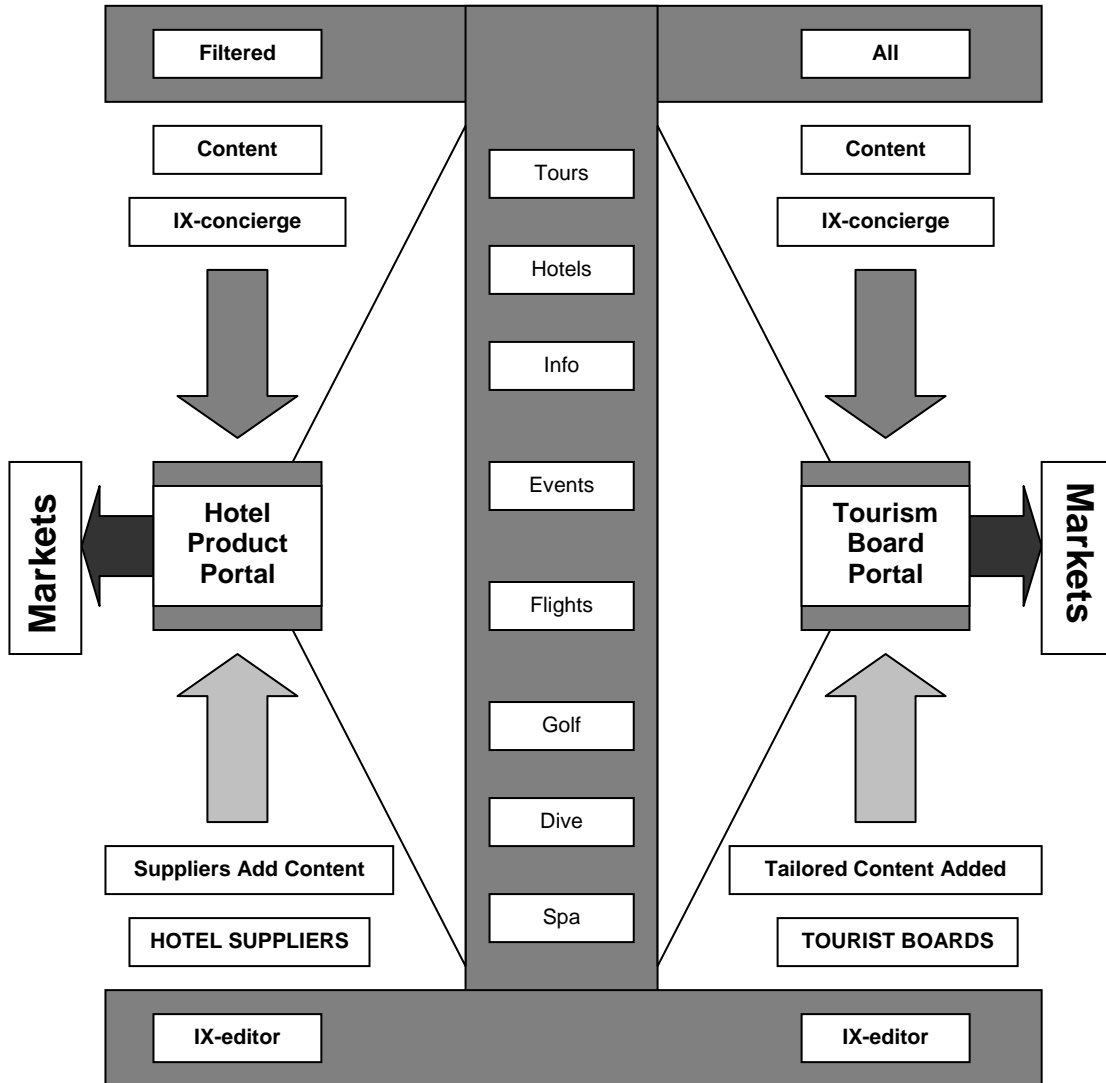 Filtered
All
Content
Content
Tours
IX-concierge
IX-concierge
Hotels
Info
Markets
Hotel
Product
Portal
Events
Flights
Tourism
Board
Portal
Markets
Golf
Dive
Suppliers Add Content
Tailored Content Added
Spa
HOTEL SUPPLIERS
TOURIST BOARDS
IX-editor
IX-editor